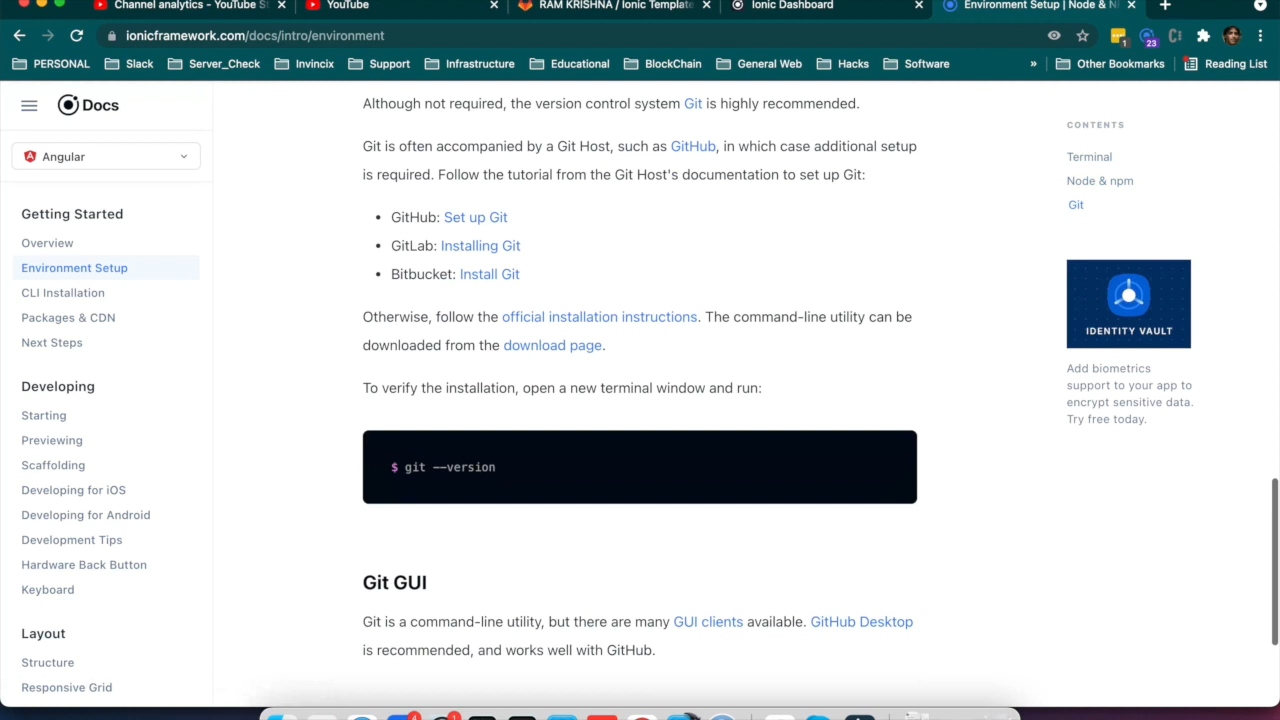 Channel analytics - YouTube St
YouTube
RAM KRISHNA / Ionic Template
Ionic Dashboard
Environment Setup | Node & N
ionicframework.com/docs/intro/environment
1
23
PERSONAL
Slack
Server_Check
Invincix
Support
Infrastructure
Educational
BlockChain
General Web
Hacks
Software
»
Other Bookmarks
Reading List
Docs
Angular
Getting Started
Overview
Environment Setup
CLI Installation
Packages & CDN
Next Steps
Developing
Starting
Previewing
Scaffolding
Developing for iOS
Developing for Android
Development Tips
Hardware Back Button
Keyboard
Layout
Structure
Responsive Grid
Although not required, the version control system Git is highly recommended.
Git is often accompanied by a Git Host, such as GitHub, in which case additional setup
is required. Follow the tutorial from the Git Host's documentation to set up Git:
• GitHub: Set up Git
• GitLab: Installing Git
• Bitbucket: Install Git
Otherwise, follow the official installation instructions. The command-line utility can be
downloaded from the download page.
To verify the installation, open a new terminal window and run:
$ git --version
Git GUI
Git is a command-line utility, but there are many GUI clients available. GitHub Desktop
is recommended, and works well with GitHub.
CONTENTS
Terminal
Node & npm
Git
IDENTITY VAULT
Add biometrics
support to your app to
encrypt sensitive data.
Try free today.
4
1